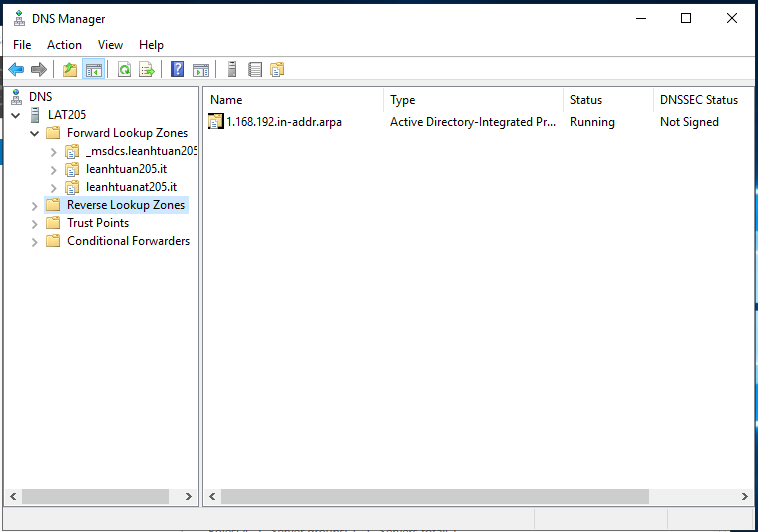 DNS Manager
File Action View Help
DNS
LAT205
Forward Lookup Zones
_msdcs.leanhtuan205
leanhtuan205.it
leanhtuanat205.it
Reverse Lookup Zones
Trust Points
Conditional Forwarders
Name Type Status DNSSEC Status
1.168.192.in-addr.arpa Active Directory-Integrated Pr... Running Not Signed